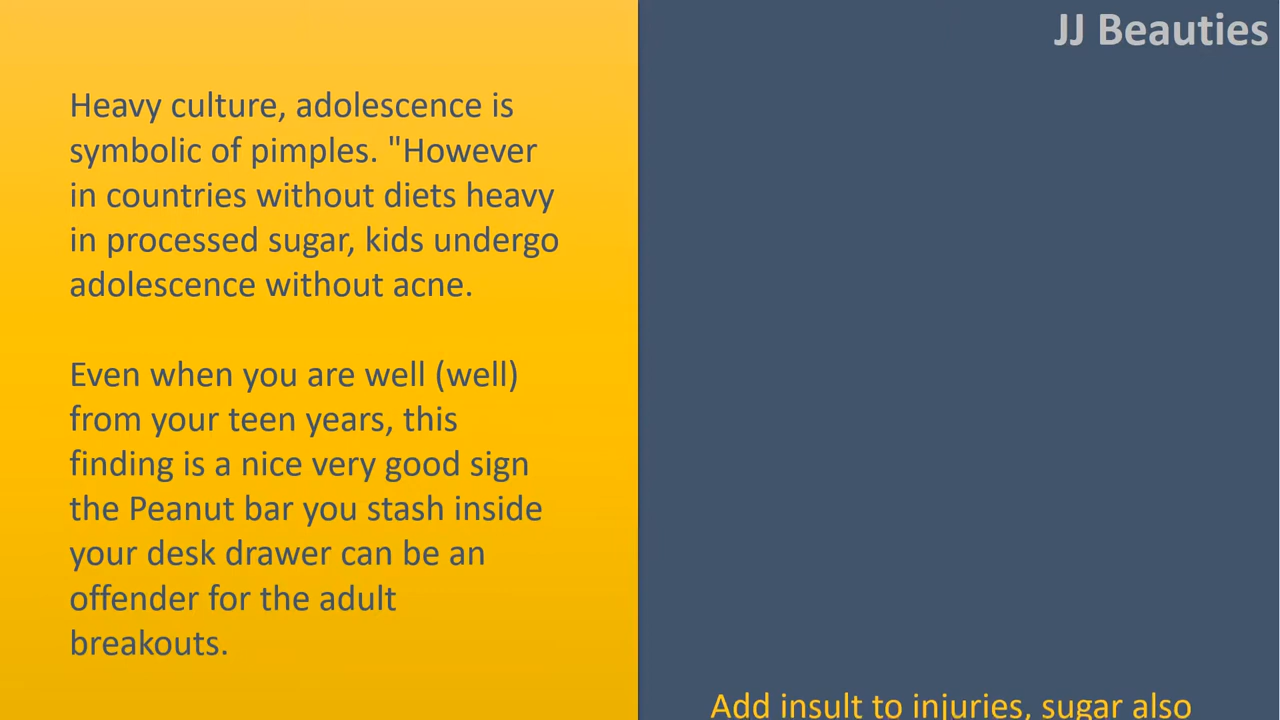 JJ Beauties
Heavy culture, adolescence is
symbolic of pimples. "However
in countries without diets heavy
in processed sugar, kids undergo
adolescence without acne.
Even when you are well (well)
from your teen years, this
finding is a nice very good sign
the Peanut bar you stash inside
your desk drawer can be an
offender for the adult
breakouts.
Add insult to injuries, sugar also